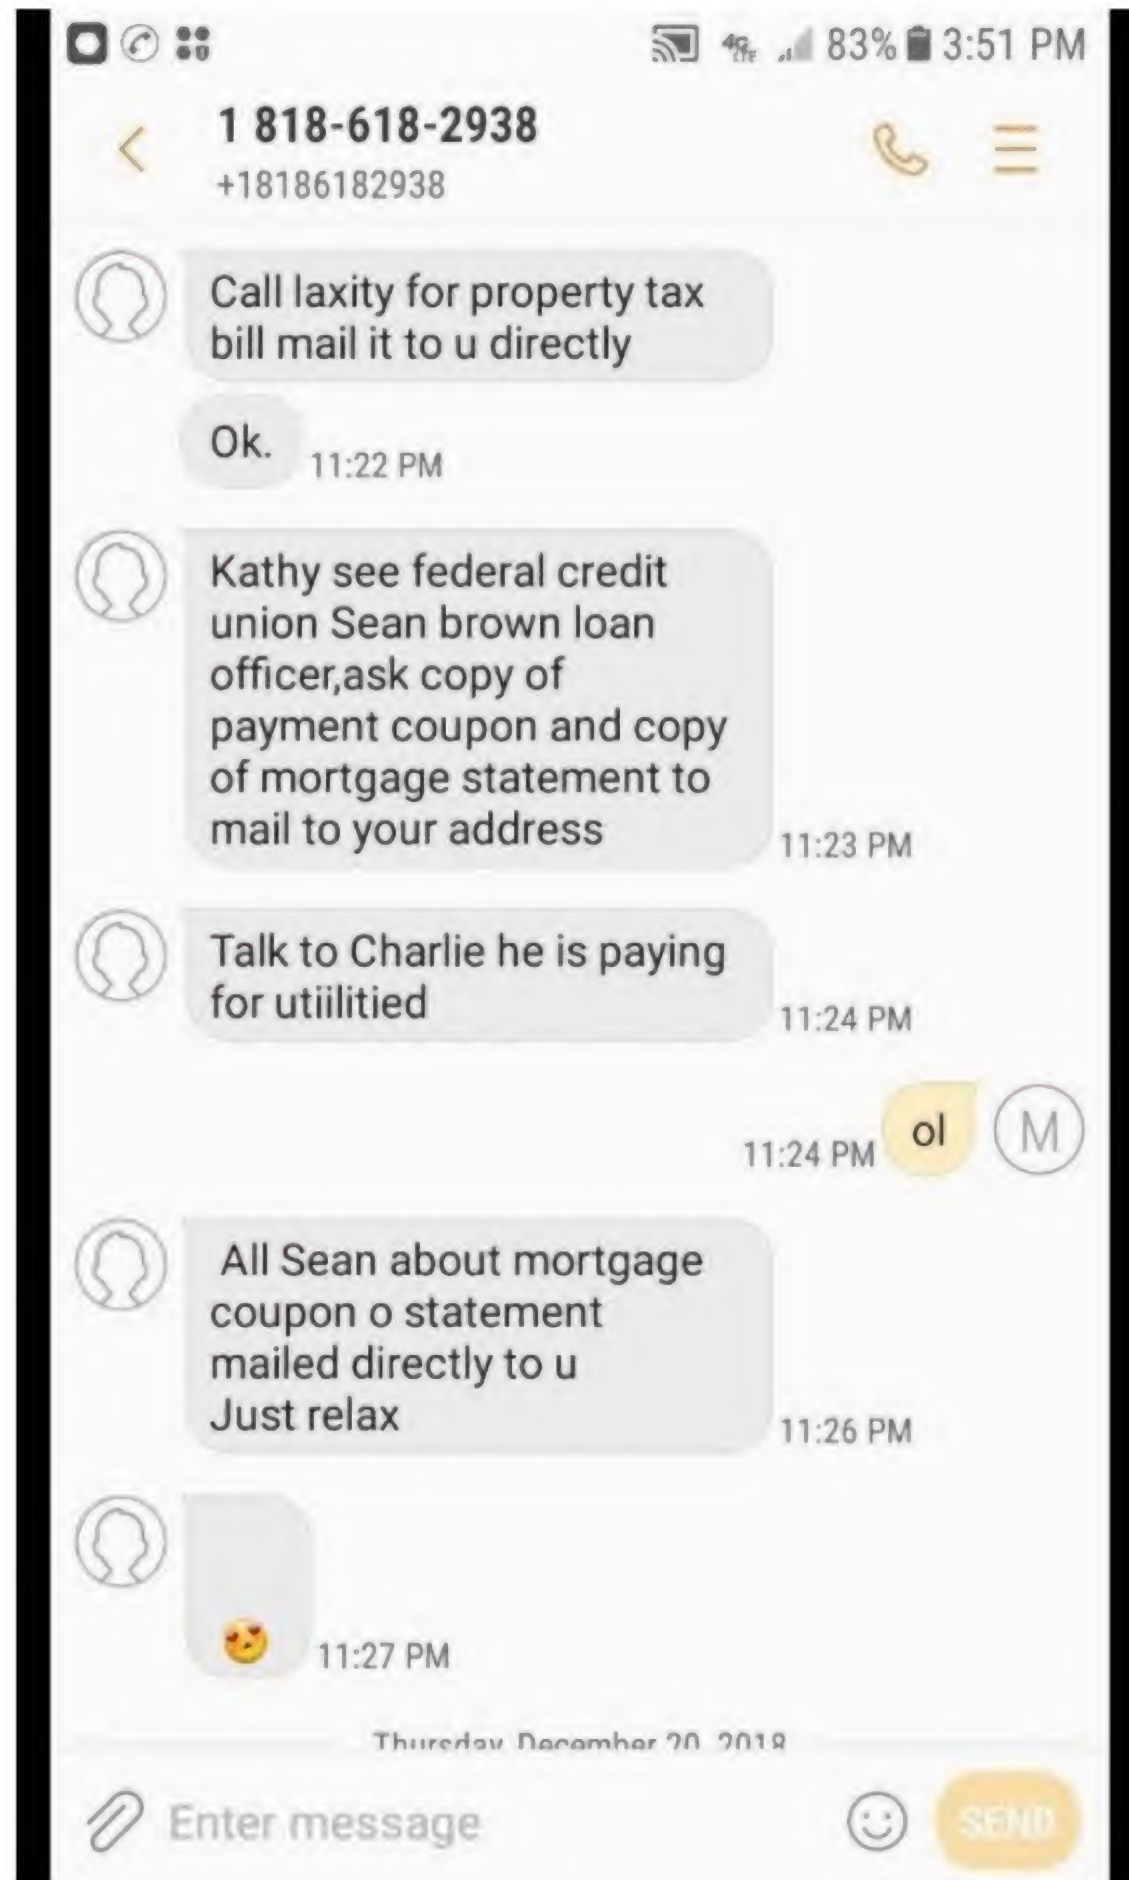 83% 3:51 PM
1 818-618-2938
+18186182938
Call laxity for property tax
bill mail it to u directly
Ok.
11:22 PM
Kathy see federal credit
union Sean brown loan
officer,ask copy of
payment coupon and copy
of mortgage statement to
mail to your address
11:23 PM
Talk to Charlie he is paying
for utiilitied
11:24 PM
ol
M
11:24 PM
All Sean about mortgage
coupon o statement
mailed directly to u
Just relax
11:26 PM
11:27 PM
Thursday, December 20, 2018
Enter message
SEND